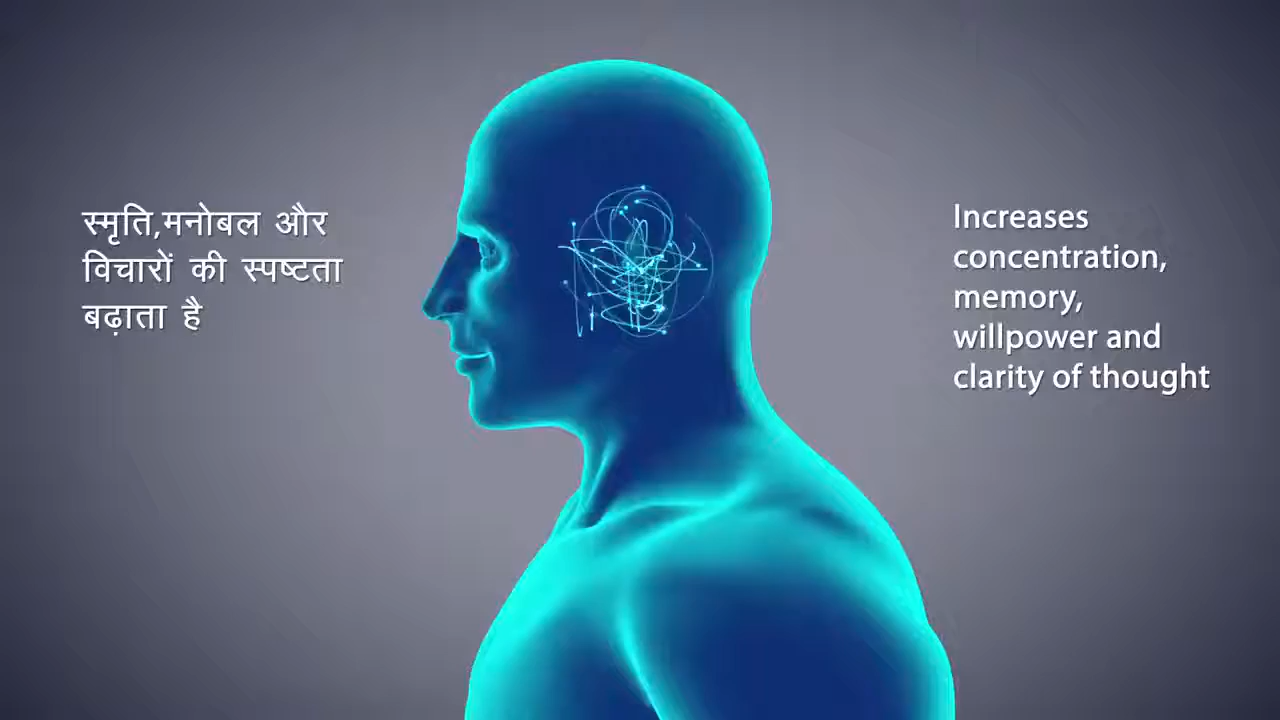 स्मृति,मनोबल और
विचारों की स्पष्टता
बढ़ाता है
Increases
concentration,
memory,
willpower and
clarity of thought